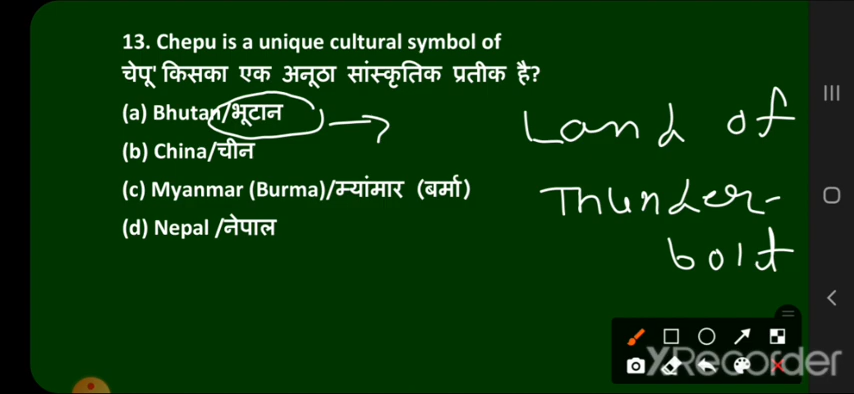 13. Chepu is a unique cultural symbol of
चेपू' किसका एक अनूठा सांस्कृतिक प्रतीक है?
(a) Bhutan/भूटान
(b) China/चीन
(c) Myanmar (Burma)/म्यांमार (बर्मा)
(d) Nepal /नेपाल
Land of
Thunder-
bolt
XRecorder